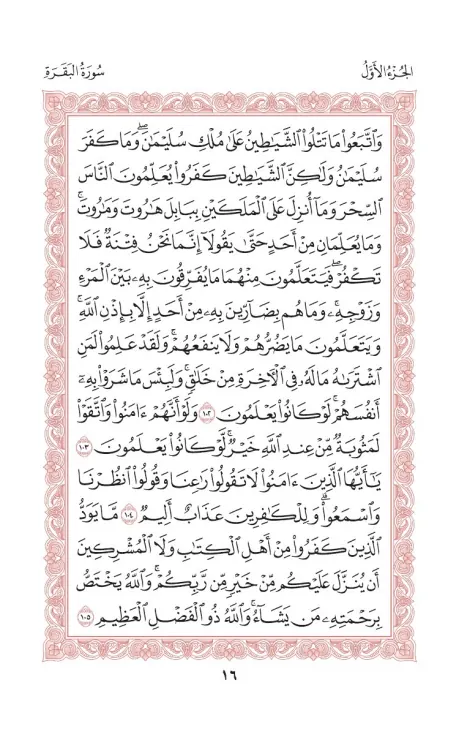 الجُزْءُ الأَوَّلُ
سُورَةُ البَقَرَةِ
وَٱتَّبَعُواْ مَا تَتْلُواْ ٱلشَّيَٰطِينُ عَلَىٰ مُلْكِ سُلَيْمَٰنَۖ وَمَا كَفَرَ
سُلَيْمَٰنُ وَلَٰكِنَّ ٱلشَّيَٰطِينَ كَفَرُواْ يُعَلِّمُونَ ٱلنَّاسَ
ٱلسِّحْرَ وَمَآ أُنزِلَ عَلَى ٱلْمَلَكَيْنِ بِبَابِلَ هَٰرُوتَ وَمَٰرُوتَۚ
وَمَا يُعَلِّمَانِ مِنْ أَحَدٍ حَتَّىٰ يَقُولَآ إِنَّمَا نَحْنُ فِتْنَةٌ فَلَا
تَكْفُرْۖ فَيَتَعَلَّمُونَ مِنْهُمَا مَا يُفَرِّقُونَ بِهِۦ بَيْنَ ٱلْمَرْءِ
وَزَوْجِهِۦۚ وَمَا هُم بِضَآرِّينَ بِهِۦ مِنْ أَحَدٍ إِلَّا بِإِذْنِ ٱللَّهِۚ
وَيَتَعَلَّمُونَ مَا يَضُرُّهُمْ وَلَا يَنفَعُهُمْۚ وَلَقَدْ عَلِمُواْ لَمَنِ
ٱشْتَرَىٰهُ مَا لَهُۥ فِي ٱلْأٓخِرَةِ مِنْ خَلَٰقٍۚ وَلَبِئْسَ مَا شَرَوْاْ بِهِۦٓ
أَنفُسَهُمْۚ لَوْ كَانُواْ يَعْلَمُونَ ١٠٢ وَلَوْ أَنَّهُمْ ءَامَنُواْ وَٱتَّقَوْاْ
لَمَثُوبَةٌ مِّنْ عِندِ ٱللَّهِ خَيْرٌۚ لَّوْ كَانُواْ يَعْلَمُونَ ١٠٣
يَٰٓأَيُّهَا ٱلَّذِينَ ءَامَنُواْ لَا تَقُولُواْ رَٰعِنَا وَقُولُواْ ٱنظُرْنَا
وَٱسْمَعُواْۗ وَلِلْكَٰفِرِينَ عَذَابٌ أَلِيمٌ ١٠٤ مَّا يَوَدُّ
ٱلَّذِينَ كَفَرُواْ مِنْ أَهْلِ ٱلْكِتَٰبِ وَلَا ٱلْمُشْرِكِينَ
أَن يُنَزَّلَ عَلَيْكُم مِّنْ خَيْرٍ مِّن رَّبِّكُمْۚ وَٱللَّهُ يَخْتَصُّ
بِرَحْمَتِهِۦ مَن يَشَآءُۚ وَٱللَّهُ ذُو ٱلْفَضْلِ ٱلْعَظِيمِ ١٠٥
١٦